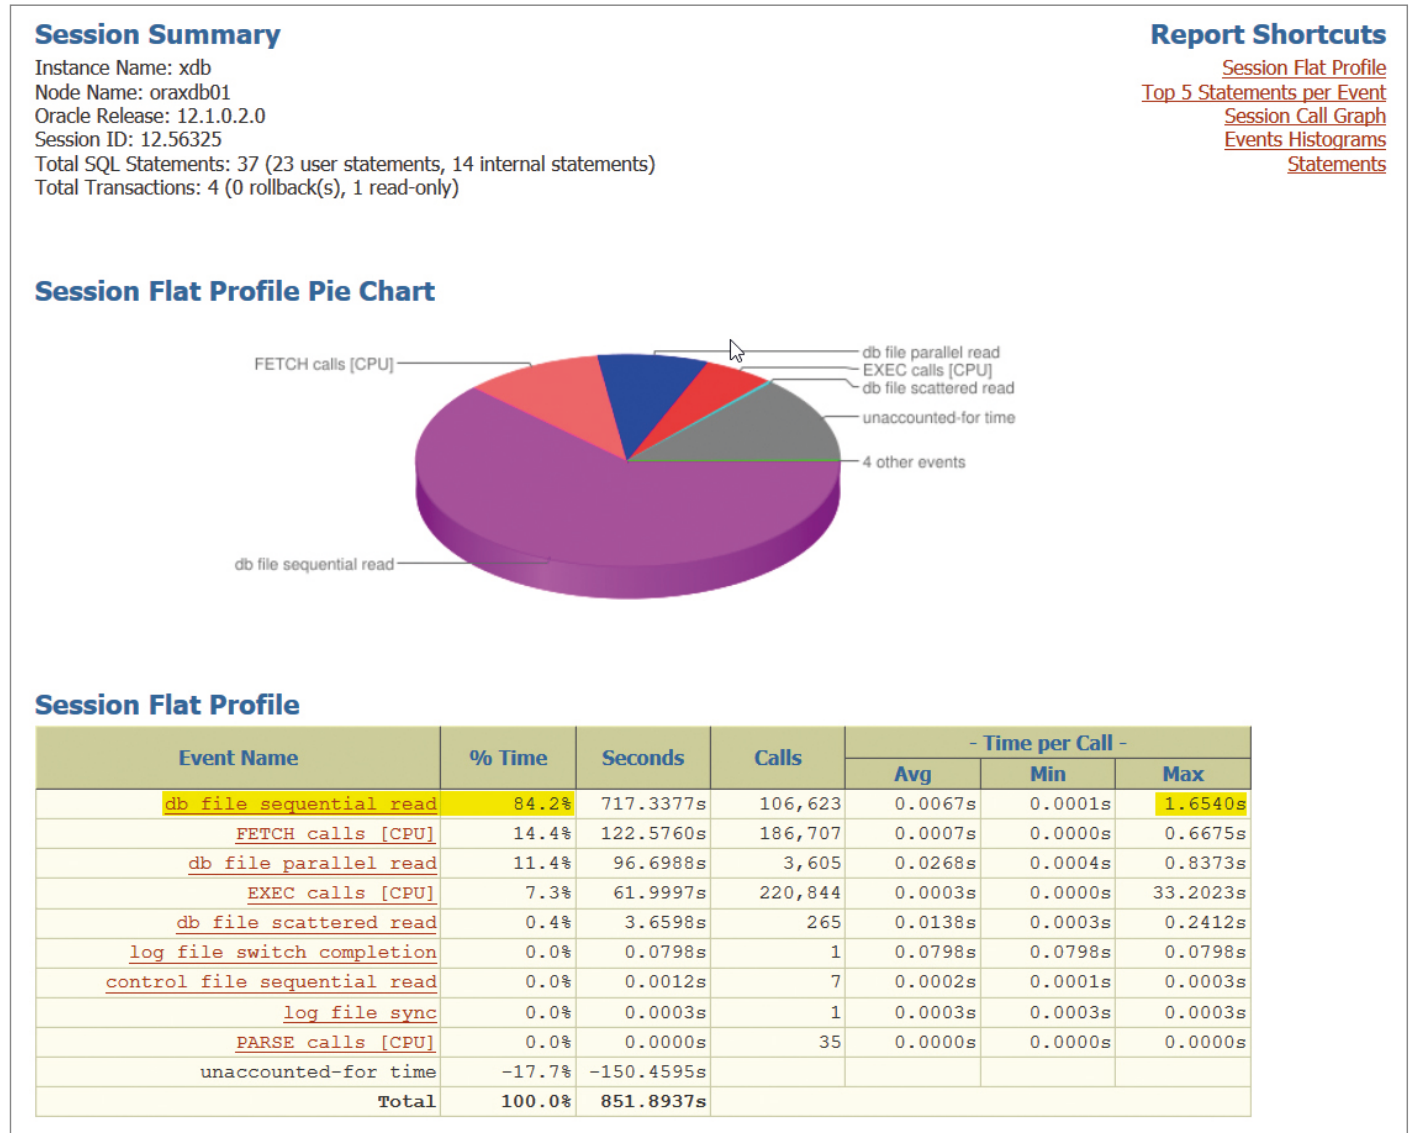 Session Summary
Instance Name: xdb
Node Name: oraxdb01
Oracle Release: 12.1.0.2.0
Session ID: 12.56325
Total SQL Statements: 37 (23 user statements, 14 internal statements)
Total Transactions: 4 (0 rollback(s), 1 read-only)
Report Shortcuts
Session Flat Profile
Top 5 Statements per Event
Session Call Graph
Events Histograms
Statements
Session Flat Profile Pie Chart
FETCH calls [CPU]
db file parallel read
EXEC calls [CPU]
db file scattered read
unaccounted-for time
4 other events
db file sequential read
Session Flat Profile
Event Name % Time Seconds Calls - Time per Call -
Avg Min Max
db file sequential read 84.2% 717.3377s 106,623 0.0067s 0.0001s 1.6540s
FETCH calls [CPU] 14.4% 122.5760s 186,707 0.0007s 0.0000s 0.6675s
db file parallel read 11.4% 96.6988s 3,605 0.0268s 0.0004s 0.8373s
EXEC calls [CPU] 7.3% 61.9997s 220,844 0.0003s 0.0000s 33.2023s
db file scattered read 0.4% 3.6598s 265 0.0138s 0.0003s 0.2412s
log file switch completion 0.0% 0.0798s 1 0.0798s 0.0798s 0.0798s
control file sequential read 0.0% 0.0012s 7 0.0002s 0.0001s 0.0003s
log file sync 0.0% 0.0003s 1 0.0003s 0.0003s 0.0003s
PARSE calls [CPU] 0.0% 0.0000s 35 0.0000s 0.0000s 0.0000s
unaccounted-for time -17.7% -150.4595s
Total 100.0% 851.8937s